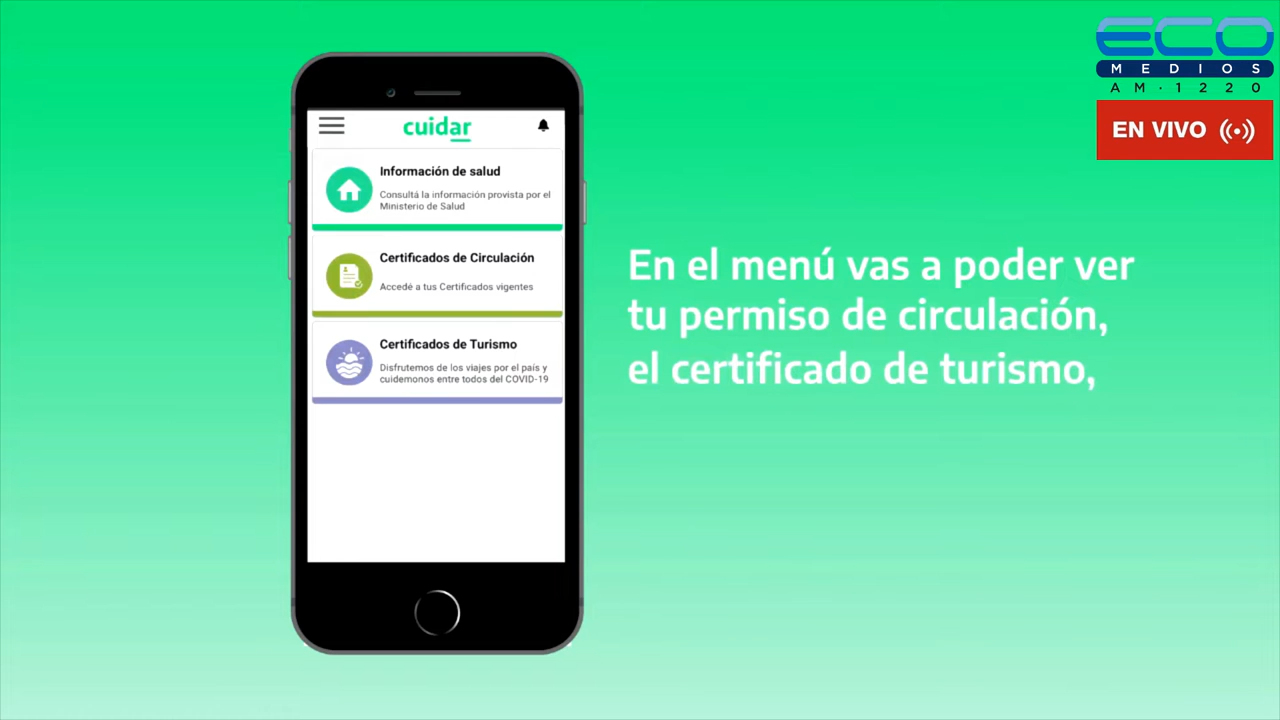 ECO
MEDIOS
AM·1220
EN VIVO
cuidar
Información de salud
Consultá la información provista por el
Ministerio de Salud
Certificados de Circulación
Accedé a tus Certificados vigentes
Certificados de Turismo
Disfrutemos de los viajes por el país y
cuidemonos entre todos del COVID-19
En el menú vas a poder ver
tu permiso de circulación,
el certificado de turismo,